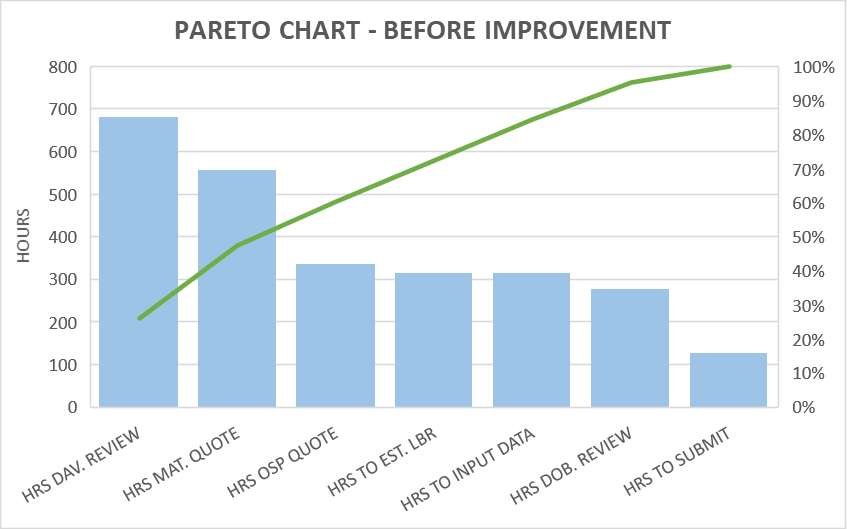 PARETO CHART - BEFORE IMPROVEMENT
800
700
600
500
400
300
200
100
0
HOURS
100%
90%
80%
70%
60%
50%
40%
30%
20%
10%
0%
HRS DAV. REVIEW
HRS MAT. QUOTE
HRS OSP QUOTE
HRS TO EST. LBR
HRS TO INPUT DATA
HRS DOB. REVIEW
HRS TO SUBMIT